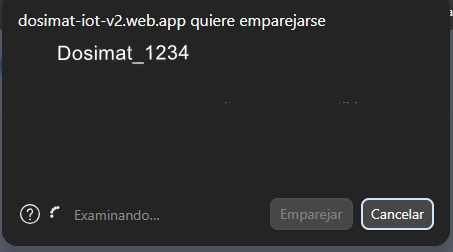 dosimat-iot-v2.web.app quiere emparejarse
Dosimat_1234
Examinando...
Emparejar
Cancelar